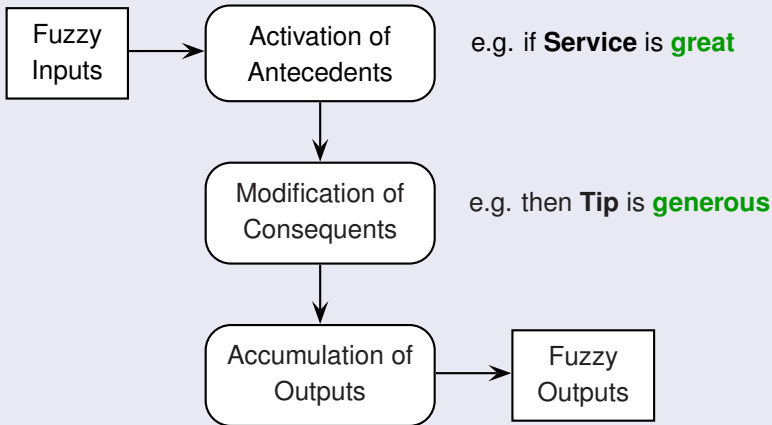 Fuzzy
Inputs
Activation of
Antecedents
e.g. if Service is great
Modification of
Consequents
e.g. then Tip is generous
Accumulation of
Outputs
Fuzzy
Outputs